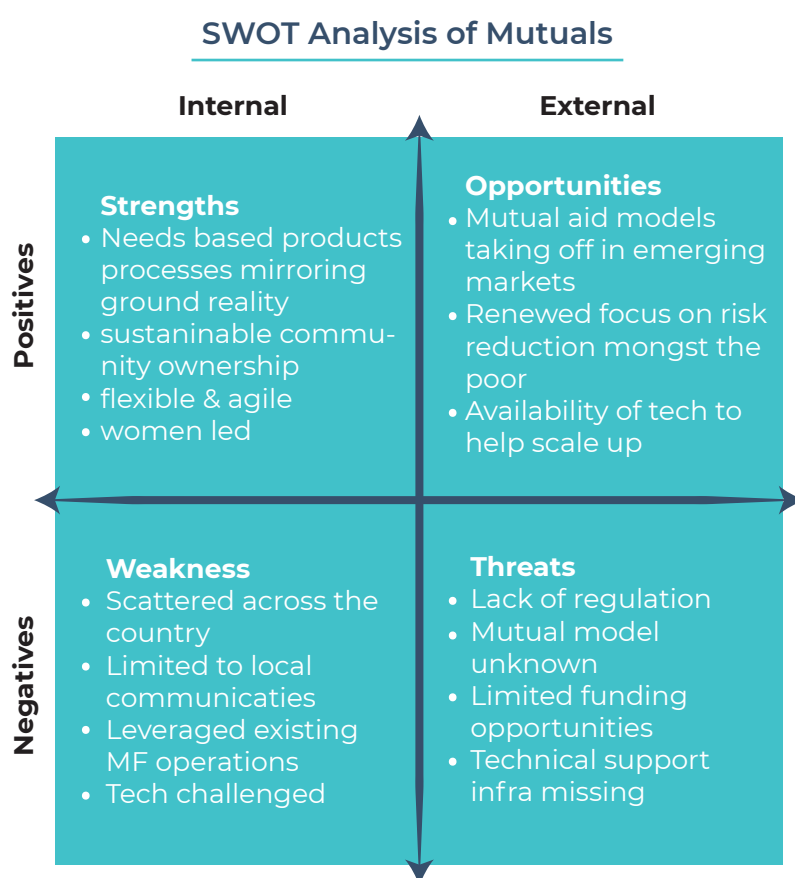 SWOT Analysis of Mutuals
Internal
External
Positives
Strengths
• Needs based products
processes mirroring
ground reality
• sustaninable commu-
nity ownership
• flexible & agile
• women led
Opportunities
• Mutual aid models
taking off in emerging
markets
• Renewed focus on risk
reduction mongst the
poor
• Availability of tech to
help scale up
Negatives
Weakness
• Scattered across the
country
• Limited to local
communicaties
• Leveraged existing
MF operations
• Tech challenged
Threats
• Lack of regulation
• Mutual model
unknown
• Limited funding
opportunities
• Technical support
infra missing